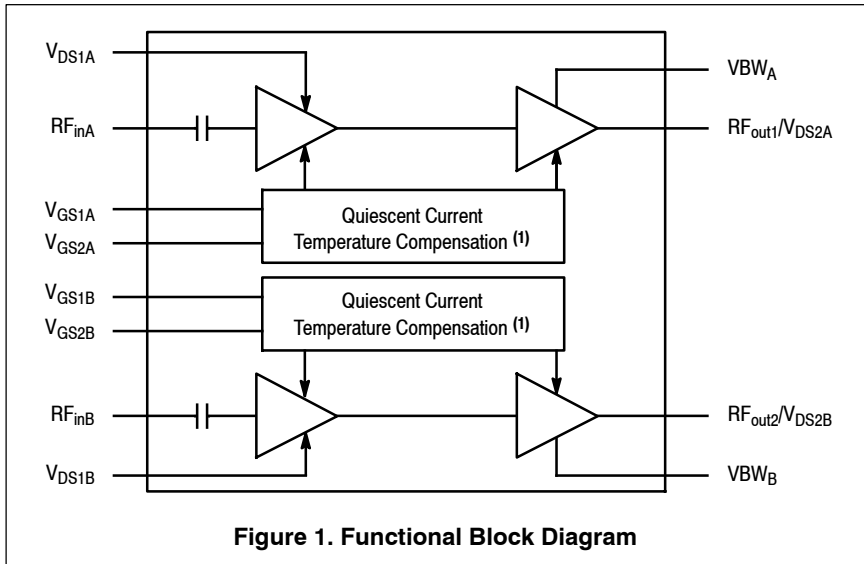 V_DS1A
VBW_A
RF_inA
RF_out1/V_DS2A
V_GS1A
V_GS2A
Quiescent Current
Temperature Compensation (1)
V_GS1B
V_GS2B
Quiescent Current
Temperature Compensation (1)
RF_inB
RF_out2/V_DS2B
V_DS1B
VBW_B
Figure 1. Functional Block Diagram